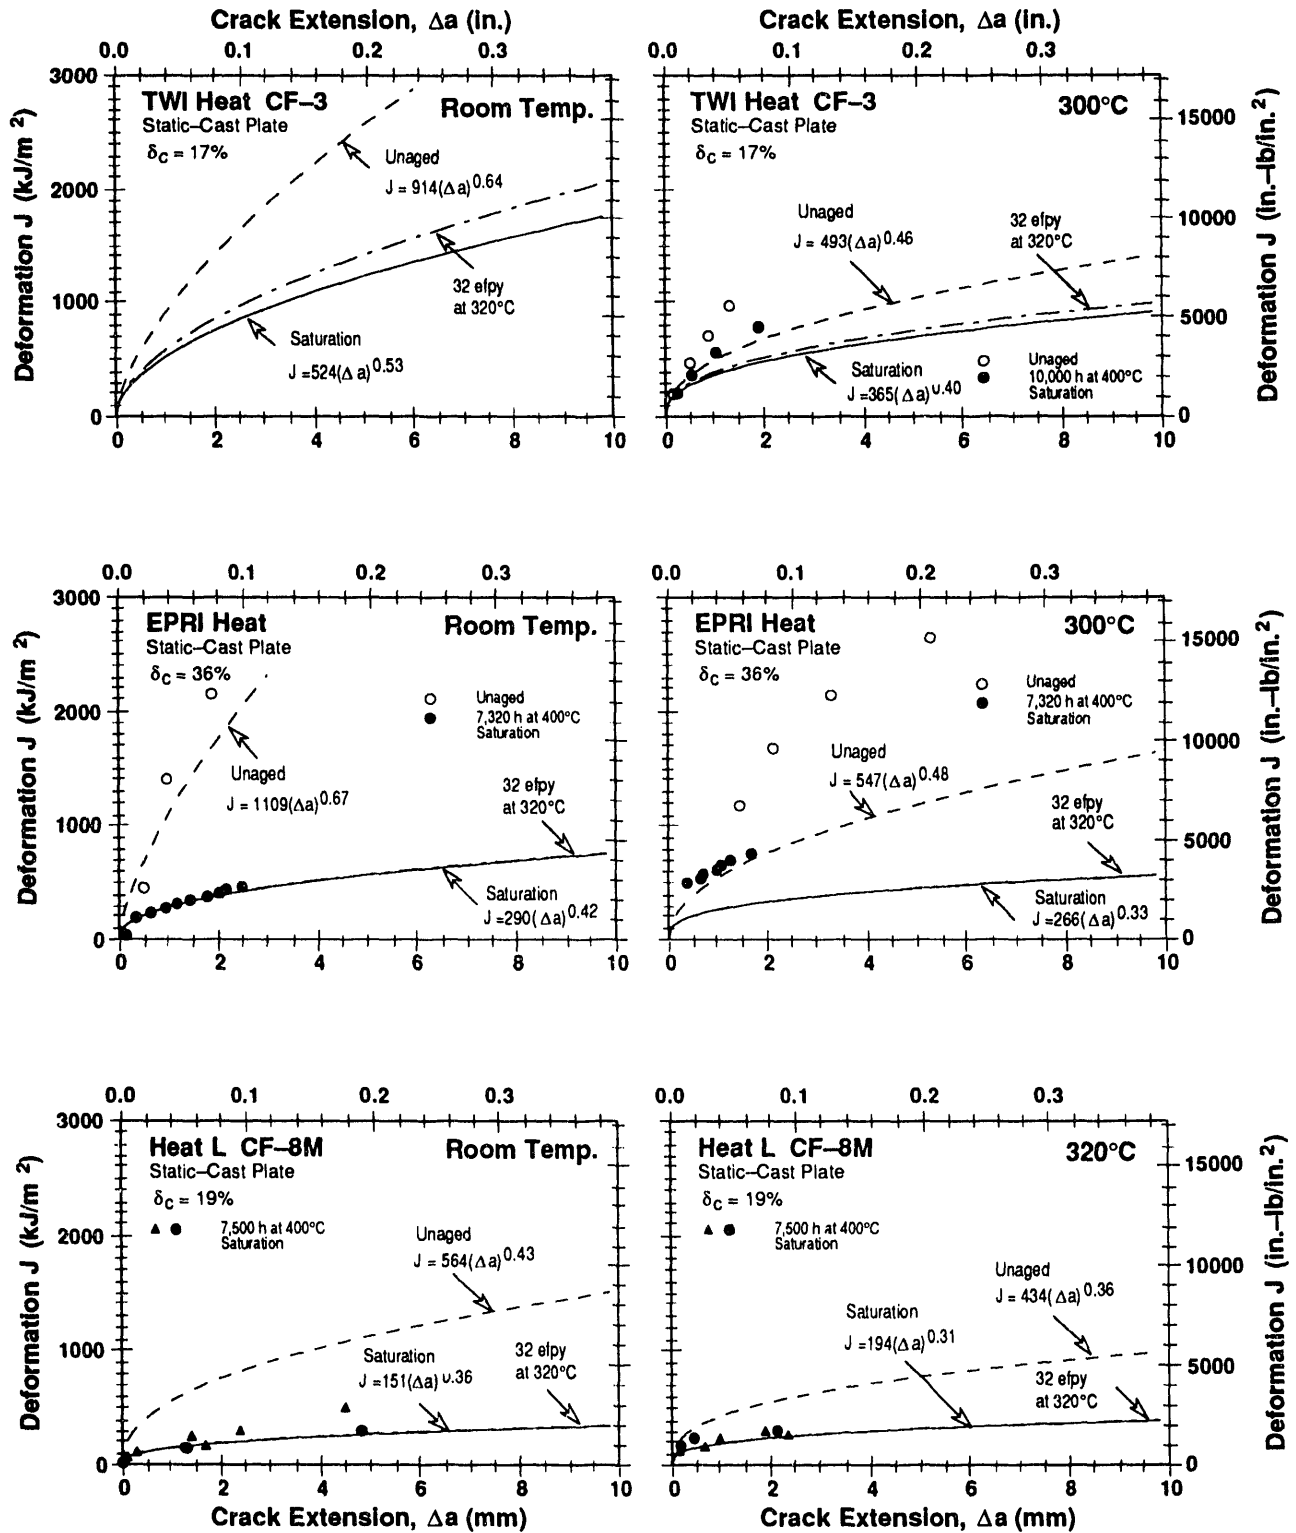 Crack Extension, Δa (in.)
0.0 0.1 0.2 0.3
3000
2000
1000
0
Deformation J (kJ/m 2)
TWI Heat CF–3
Room Temp.
Static–Cast Plate
δC = 17%
Unaged
J = 914(Δa)0.64
32 efpy
at 320°C
Saturation
J =524(Δa)0.53
0 2 4 6 8 10
Crack Extension, Δa (in.)
0.0 0.1 0.2 0.3
TWI Heat CF–3
300°C
Static–Cast Plate
δC = 17%
Unaged
J = 493(Δa)0.46
32 efpy
at 320°C
Saturation
J =365(Δa)0.40
Unaged
10,000 h at 400°C
Saturation
15000
10000
5000
0
Deformation J (in.–lb/in.2)
0 2 4 6 8 10
0.0 0.1 0.2 0.3
3000
2000
1000
0
Deformation J (kJ/m 2)
EPRI Heat
Room Temp.
Static–Cast Plate
δC = 36%
Unaged
7,320 h at 400°C
Saturation
Unaged
J = 1109(Δa)0.67
32 efpy
at 320°C
Saturation
J =290(Δa)0.42
0 2 4 6 8 10
0.0 0.1 0.2 0.3
EPRI Heat
300°C
Static–Cast Plate
δC = 36%
Unaged
7,320 h at 400°C
Saturation
Unaged
J = 547(Δa)0.48
32 efpy
at 320°C
Saturation
J =266(Δa)0.33
15000
10000
5000
0
Deformation J (in.–lb/in.2)
0 2 4 6 8 10
0.0 0.1 0.2 0.3
3000
2000
1000
0
Deformation J (kJ/m 2)
Heat L CF–8M
Room Temp.
Static–Cast Plate
δC = 19%
7,500 h at 400°C
Saturation
Unaged
J = 564(Δa)0.43
Saturation
J =151(Δa)0.36
32 efpy
at 320°C
0 2 4 6 8 10
Crack Extension, Δa (mm)
0.0 0.1 0.2 0.3
Heat L CF–8M
320°C
Static–Cast Plate
δC = 19%
7,500 h at 400°C
Saturation
Unaged
J = 434(Δa)0.36
Saturation
J =194(Δa)0.31
32 efpy
at 320°C
15000
10000
5000
0
Deformation J (in.–lb/in.2)
0 2 4 6 8 10
Crack Extension, Δa (mm)